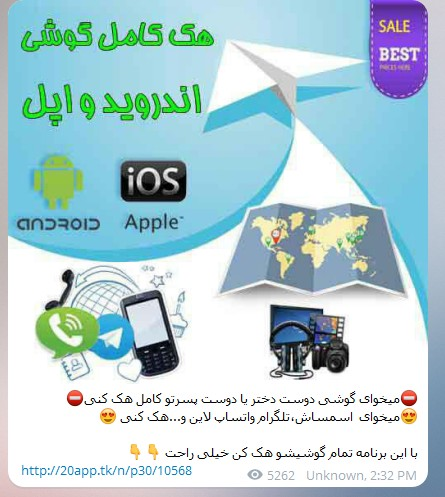 هک کامل گوشی
اندروید و اپل
SALE
BEST
PRICES HERE
ANDROID
iOS
Apple
⛔میخوای گوشی دوست دختر یا دوست پسرتو کامل هک کنی⛔
😍میخوای اسمساش،تلگرام واتساپ لاین و...هک کنی 😍
با این برنامه تمام گوشیشو هک کن خیلی راحت 👇👇
http://20app.tk/n/p30/10568
5262 Unknown, 2:32 PM